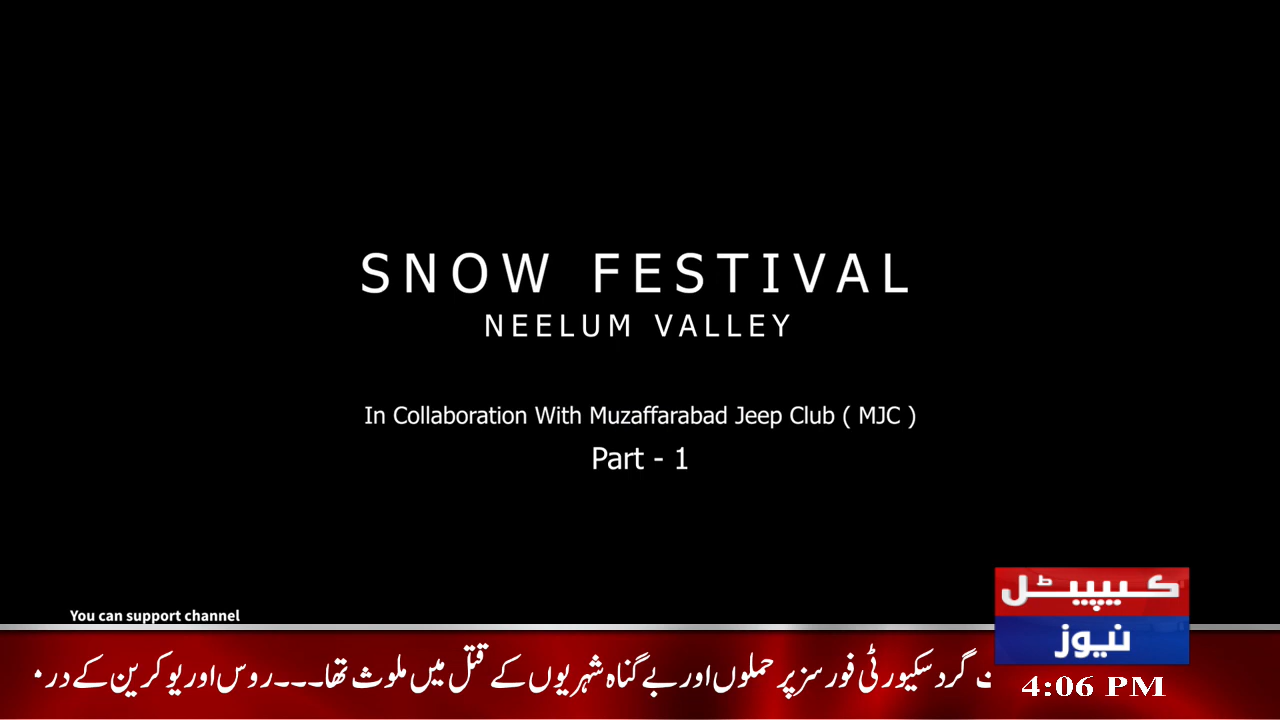 SNOW FESTIVAL
NEELUM VALLEY
In Collaboration With Muzaffarabad Jeep Club ( MJC )
Part - 1
You can support channel
کیپیٹل
نیوز
گرد سکیورٹی فورسز پر حملوں اور بے گناہ شہریوں کے قتل میں ملوث تھا۔۔۔روس اور یوکرین کے در
4:06 PM